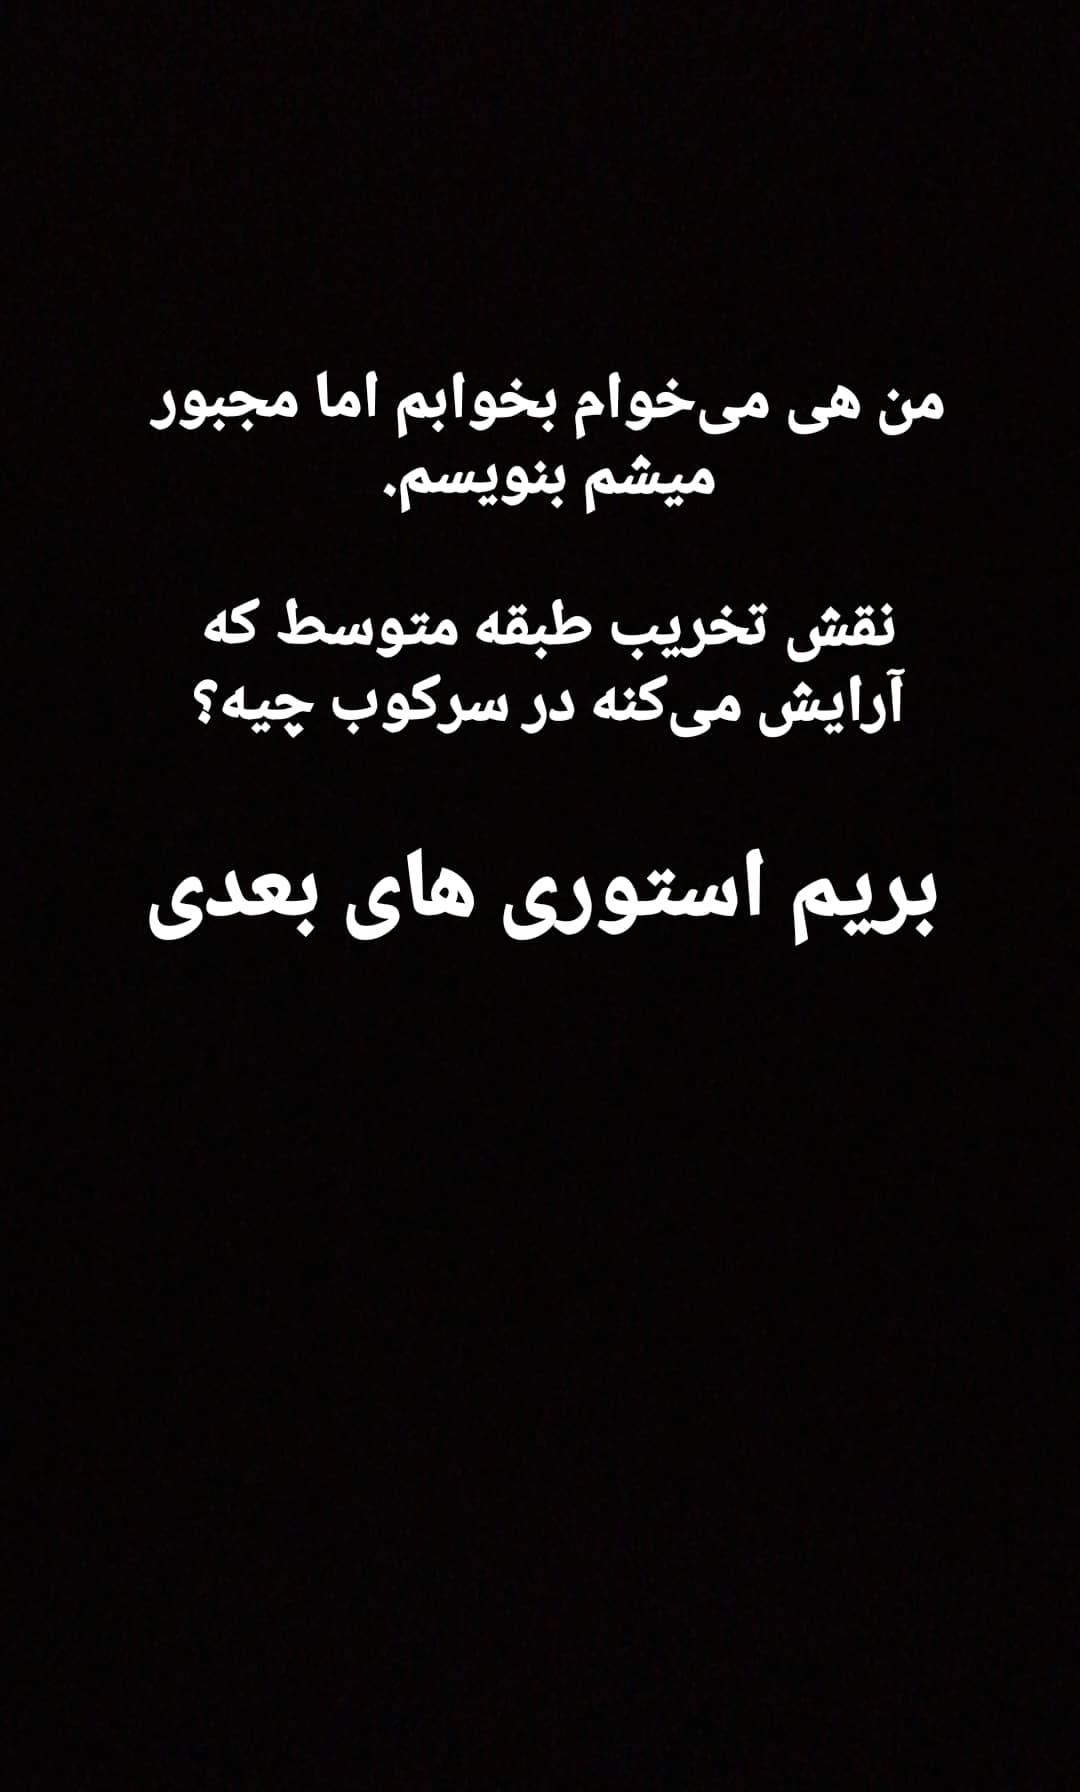 من هی می‌خوام بخوابم اما مجبور
میشم بنویسم.
نقش تخریب طبقه متوسط که
آرایش می‌کنه در سرکوب چیه؟
بریم استوری های بعدی